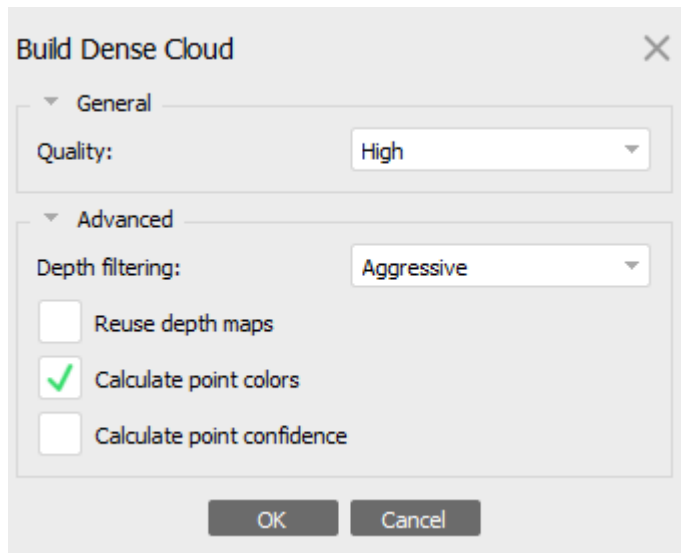 Build Dense Cloud
General
Quality: High
Advanced
Depth filtering: Aggressive
Reuse depth maps
Calculate point colors
Calculate point confidence
OK Cancel